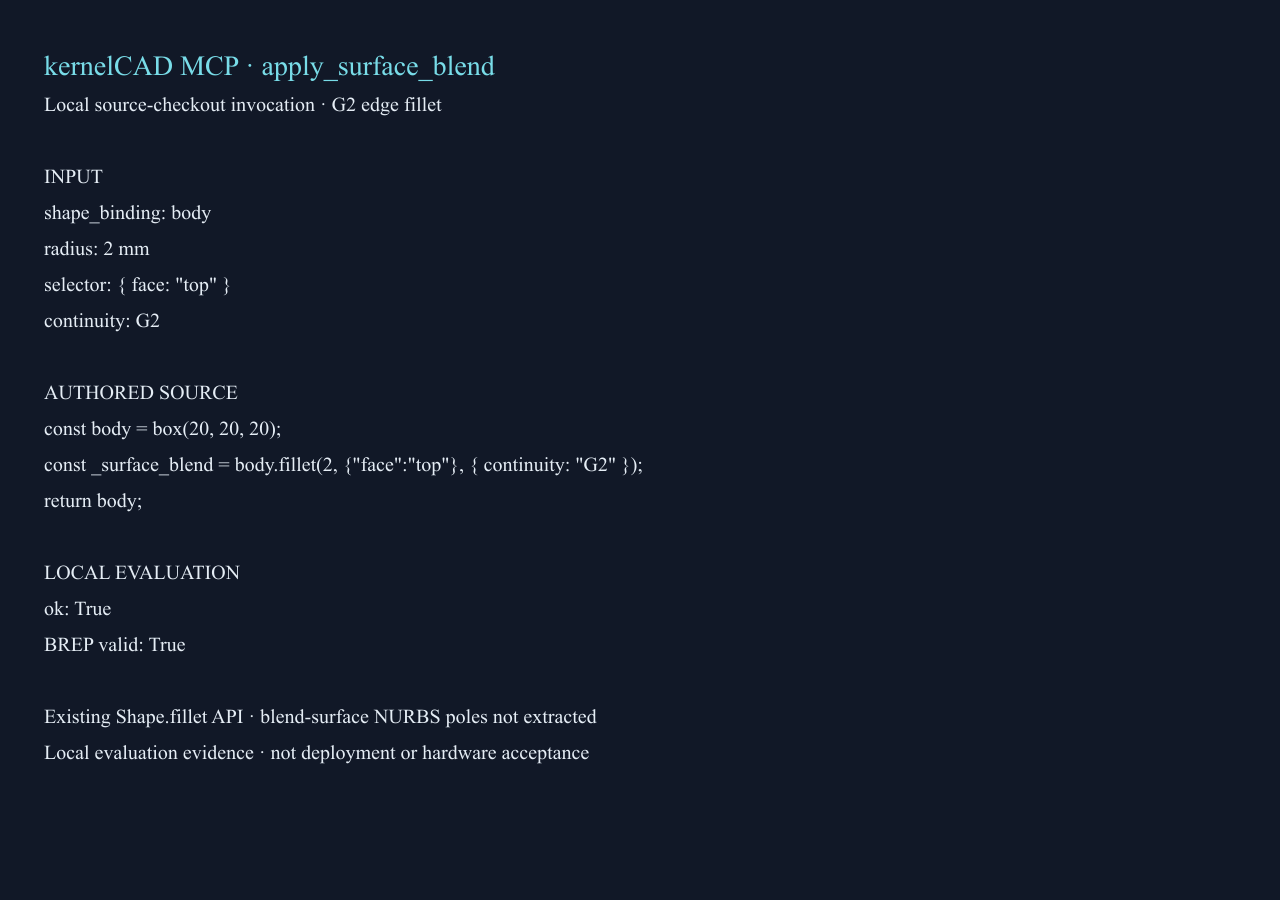 kernelCAD MCP · apply_surface_blend
Local source-checkout invocation · G2 edge fillet
INPUT
shape_binding: body
radius: 2 mm
selector: { face: "top" }
continuity: G2
AUTHORED SOURCE
const body = box(20, 20, 20);
const _surface_blend = body.fillet(2, {"face":"top"}, { continuity: "G2" });
return body;
LOCAL EVALUATION
ok: True
BREP valid: True
Existing Shape.fillet API · blend-surface NURBS poles not extracted
Local evaluation evidence · not deployment or hardware acceptance